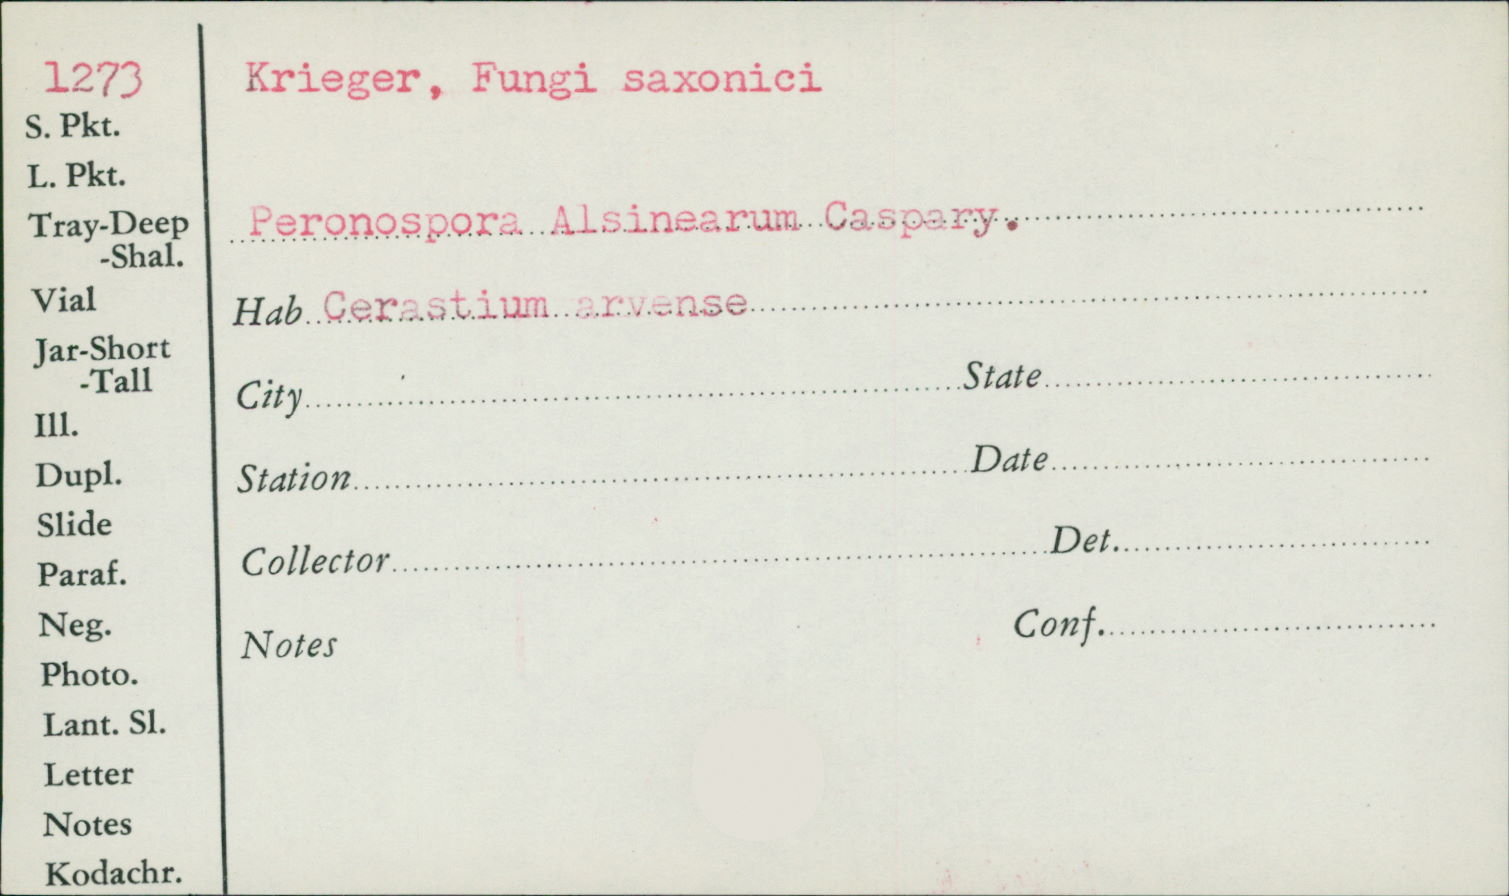 1273
Krieger, Fungi saxonici
S. Pkt.
L. Pkt.
Tray-Deep
-Shal.
Vial
Jar-Short
-Tall
Ill.
Dupl.
Slide
Paraf.
Neg.
Photo.
Lant. Sl.
Letter
Notes
Kodachr.
Peronospora Alsinearum Caspary.
Hab Cerastium arvense
City State
Station Date
Collector Det.
Notes Conf.